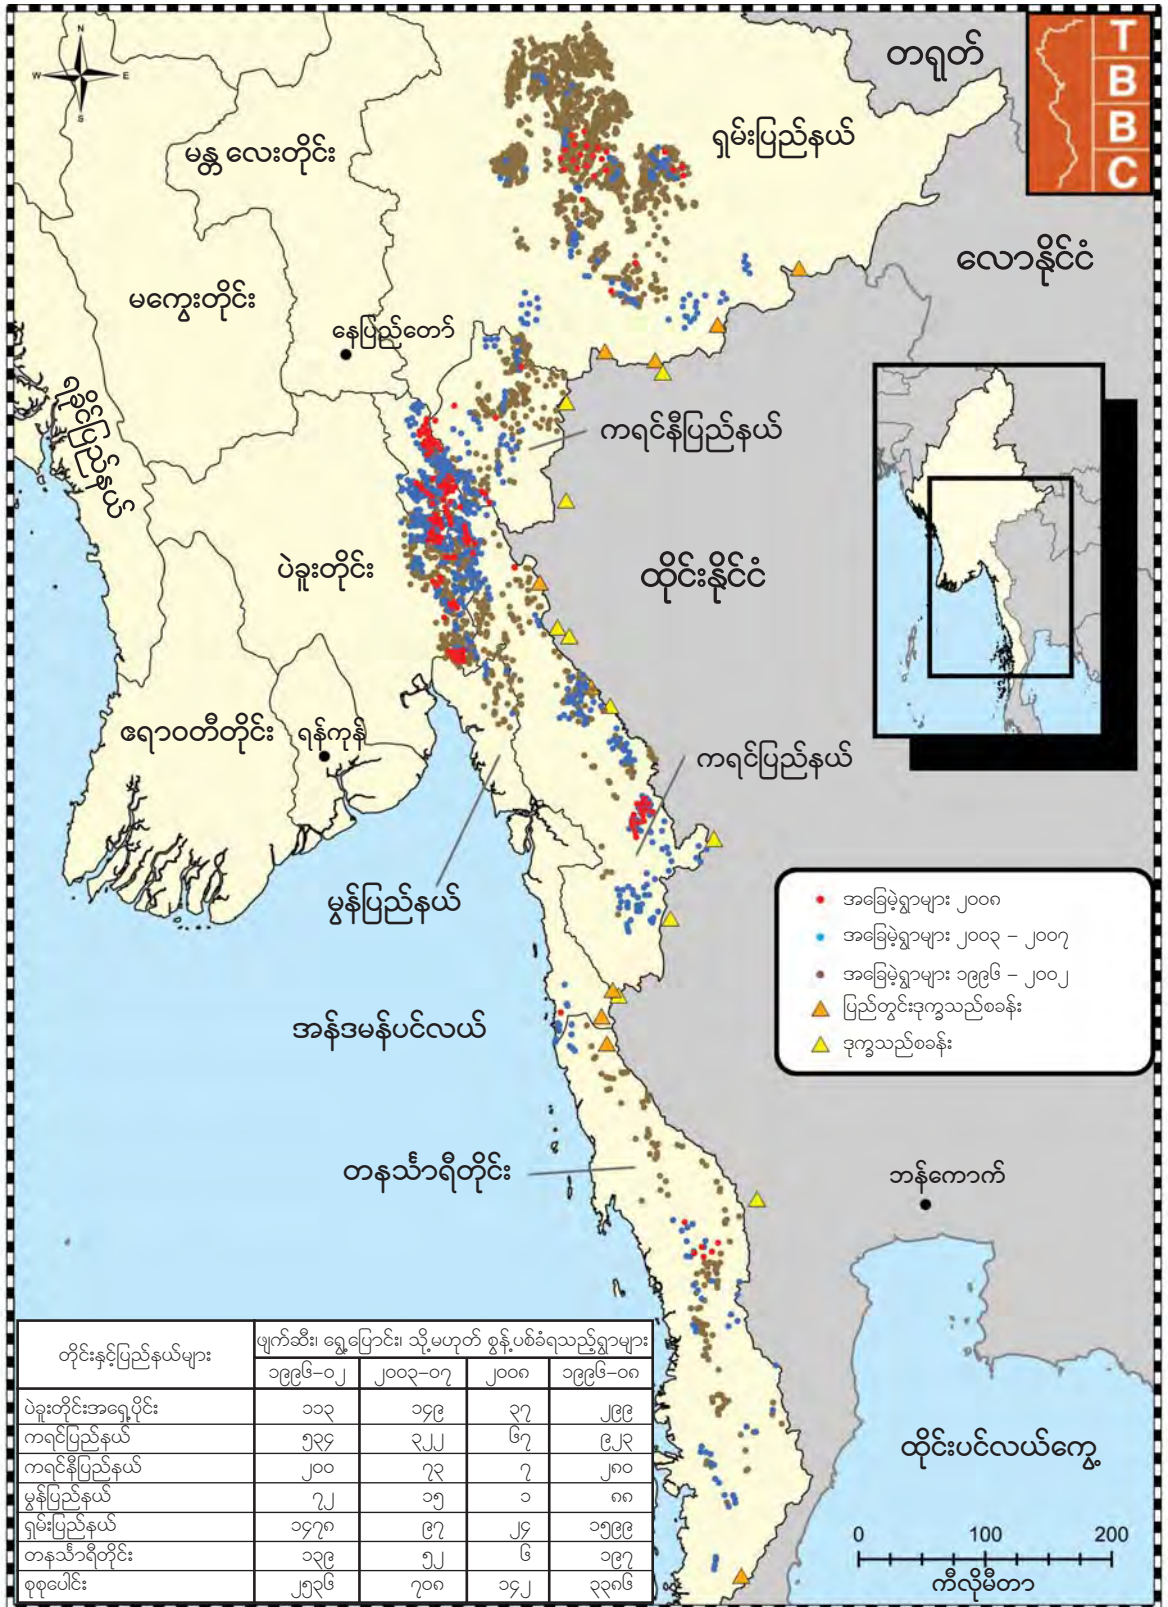 N
W
E
S
T
B
B
C
တရုတ်
ရှမ်းပြည်နယ်
မန္တ လေးတိုင်း
လောနိုင်ငံ
မကွေးတိုင်း
နေပြည်တော်
ရခိုင်ပြည်နယ်
ကရင်နီပြည်နယ်
ပဲခူးတိုင်း
ထိုင်းနိုင်ငံ
ဧရာဝတီတိုင်း
ရန်ကုန်
ကရင်ပြည်နယ်
မွန်ပြည်နယ်
အခြေမဲ့ရွာများ ၂၀၀၈
အခြေမဲ့ရွာများ ၂၀၀၃ – ၂၀၀၇
အခြေမဲ့ရွာများ ၁၉၉၆ – ၂၀၀၂
ပြည်တွင်းဒုက္ခသည်စခန်း
ဒုက္ခသည်စခန်း
အန်ဒမန်ပင်လယ်
တနင်္သာရီတိုင်း
ဘန်ကောက်
ထိုင်းပင်လယ်ကွေ့
0 100 200
ကီလိုမီတာ
တိုင်းနှင့်ပြည်နယ်များ
ဖျက်ဆီး၊ ရွှေ့ပြောင်း၊ သို့မဟုတ် စွန့်ပစ်ခံရသည့်ရွာများ
၁၉၉၆–၀၂ ၂၀၀၃–၀၇ ၂၀၀၈ ၁၉၉၆–၀၈
ပဲခူးတိုင်းအရှေ့ပိုင်း ၁၁၃ ၁၄၉ ၃၇ ၂၉၉
ကရင်ပြည်နယ် ၅၃၄ ၃၂၂ ၆၇ ၉၂၃
ကရင်နီပြည်နယ် ၂၀၀ ၇၃ ၇ ၂၈၀
မွန်ပြည်နယ် ၇၂ ၁၅ ၁ ၈၈
ရှမ်းပြည်နယ် ၁၄၇၈ ၉၇ ၂၄ ၁၅၉၉
တနင်္သာရီတိုင်း ၁၃၉ ၅၂ ၆ ၁၉၇
စုစုပေါင်း ၂၅၃၆ ၇၀၈ ၁၄၂ ၃၃၈၆